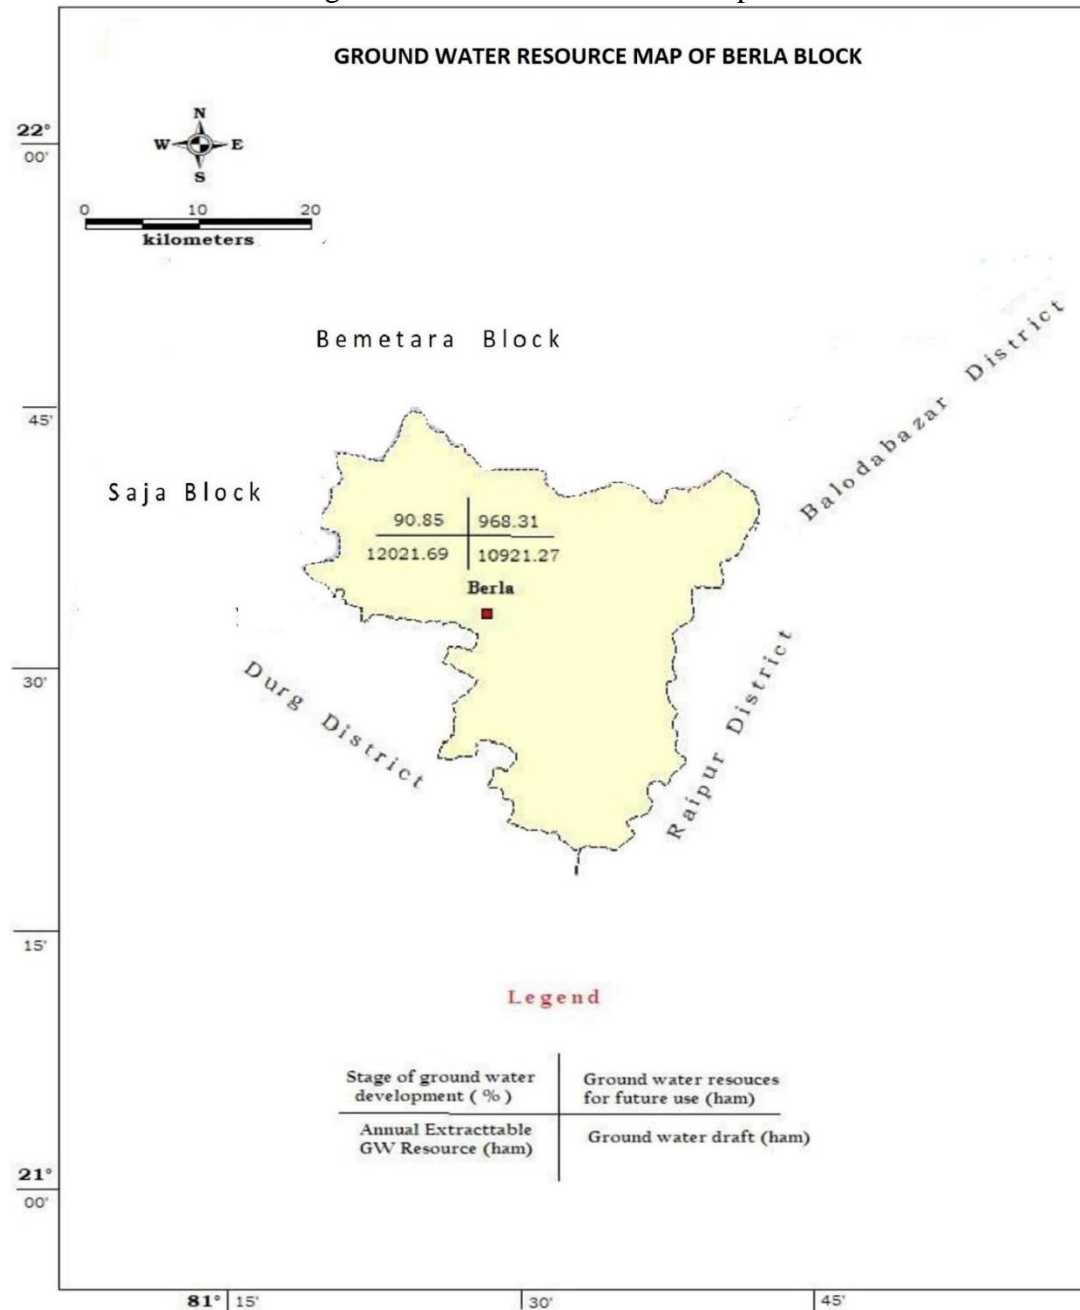 GROUND WATER RESOURCE MAP OF BERLA BLOCK
N
W E
S
22°
00'
0 10 20
kilometers
Bemetara Block
Balodabazar District
45'
Saja Block
90.85 968.31
12021.69 10921.27
Berla
30'
Durg District
Raipur District
15'
Legend
Stage of ground water
development ( % )
Ground water resouces
for future use (ham)
Annual Extracttable
GW Resource (ham)
Ground water draft (ham)
21°
00'
81° 15' 30' 45'